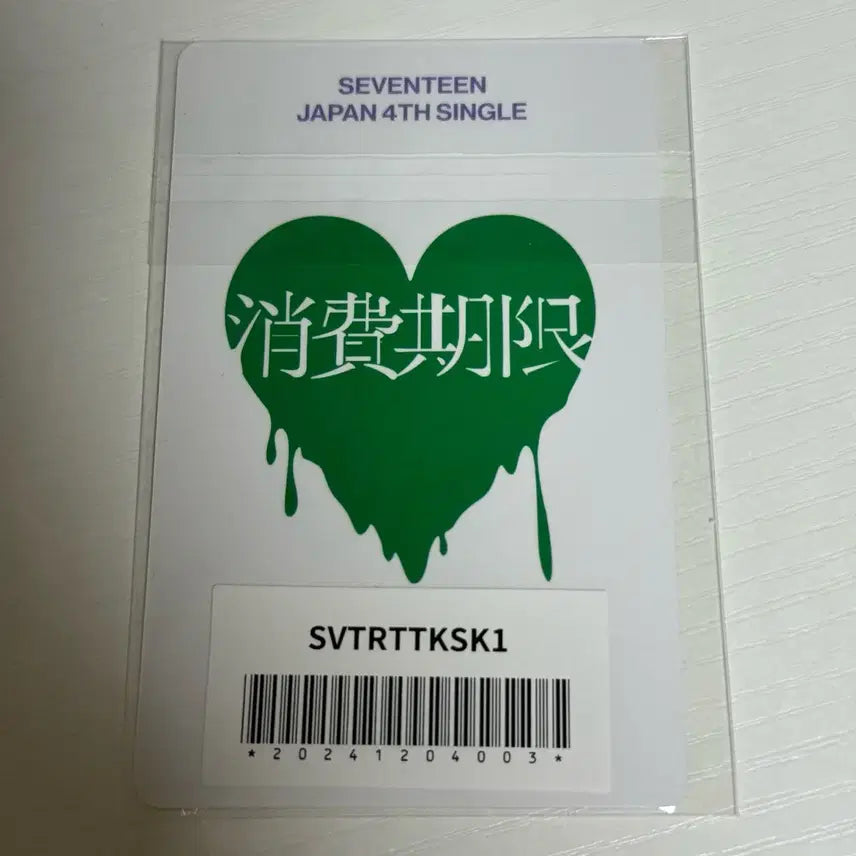 SEVENTEEN
JAPAN 4TH SINGLE
消費期限
SVTRTTKSK1
*20241204003*